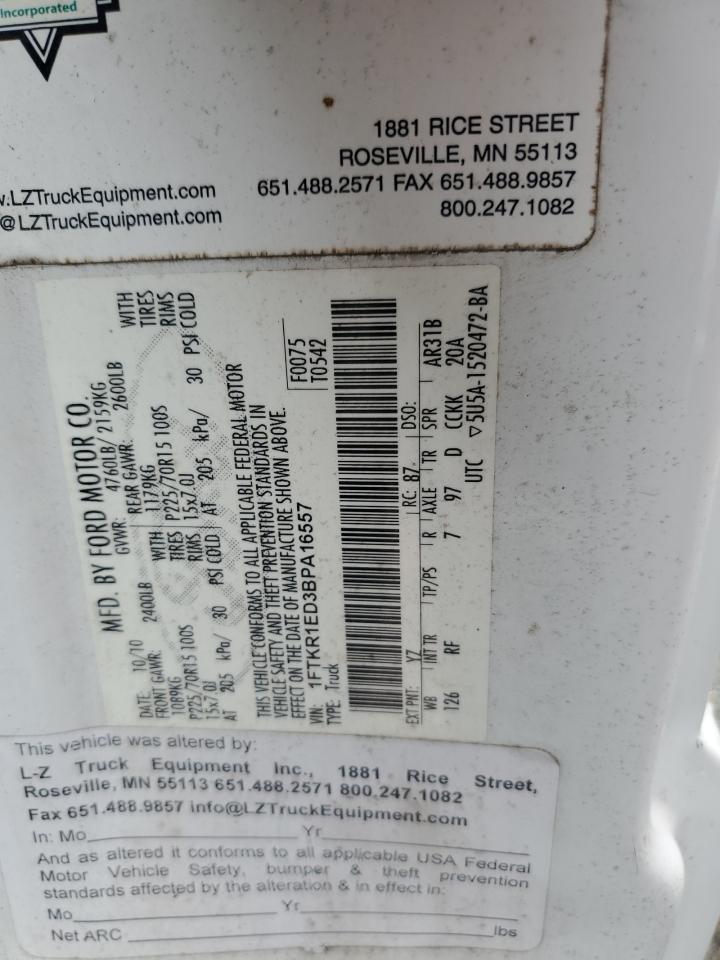 Incorporated
1881 RICE STREET
ROSEVILLE, MN 55113
.LZTruckEquipment.com
651.488.2571 FAX 651.488.9857
@LZTruckEquipment.com
800.247.1082
MFD. BY FORD MOTOR CO.
DATE: 10/10 GVWR: 4760LB/ 2159KG
FRONT GAWR: 2400LB REAR GAWR: 2600LB
1089KG WITH 1179KG WITH
P225/70R15 100S TIRES P225/70R15 100S TIRES
15x7.0J RIMS 15x7.0J RIMS
AT 205 kPa/ 30 PSI COLD AT 205 kPa/ 30 PSI COLD
THIS VEHICLE CONFORMS TO ALL APPLICABLE FEDERAL MOTOR
VEHICLE SAFETY AND THEFT PREVENTION STANDARDS IN
EFFECT ON THE DATE OF MANUFACTURE SHOWN ABOVE.
VIN: 1FTKR1ED3BPA16557
TYPE: Truck
F0075
T0542
EXT PNT: YZ RC: 87 DSO:
WB INT TR TP/PS R AXLE TR SPR AR31B
126 RF 7 97 D CCKK 20A
UTC ▽5U5A-1520472-BA
This vehicle was altered by:
L-Z Truck Equipment Inc., 1881 Rice Street,
Roseville, MN 55113 651.488.2571 800.247.1082
Fax 651.488.9857 info@LZTruckEquipment.com
In: Mo Yr
And as altered it conforms to all applicable USA Federal
Motor Vehicle Safety, bumper & theft prevention
standards affected by the alteration & in effect in:
Mo Yr
Net ARC lbs